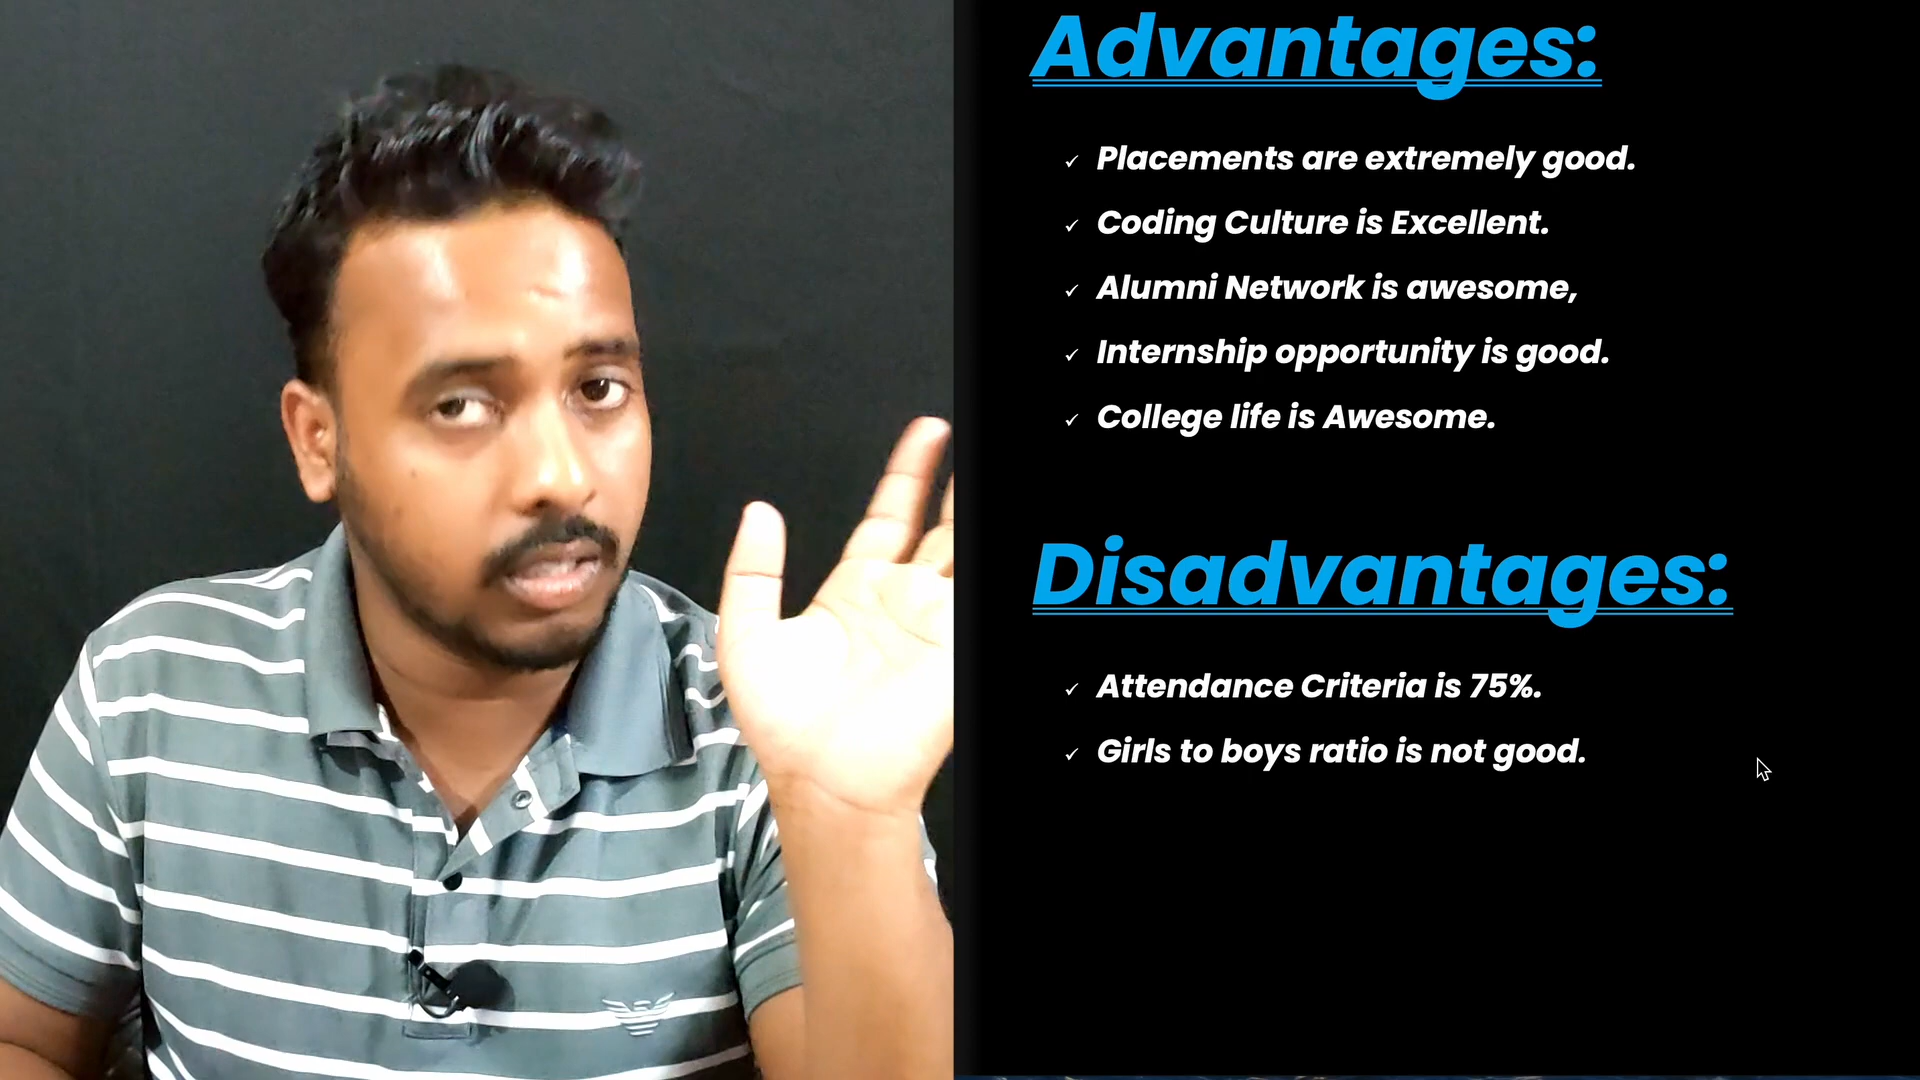 Advantages:
✓ Placements are extremely good.
✓ Coding Culture is Excellent.
✓ Alumni Network is awesome,
✓ Internship opportunity is good.
✓ College life is Awesome.
Disadvantages:
✓ Attendance Criteria is 75%.
✓ Girls to boys ratio is not good.